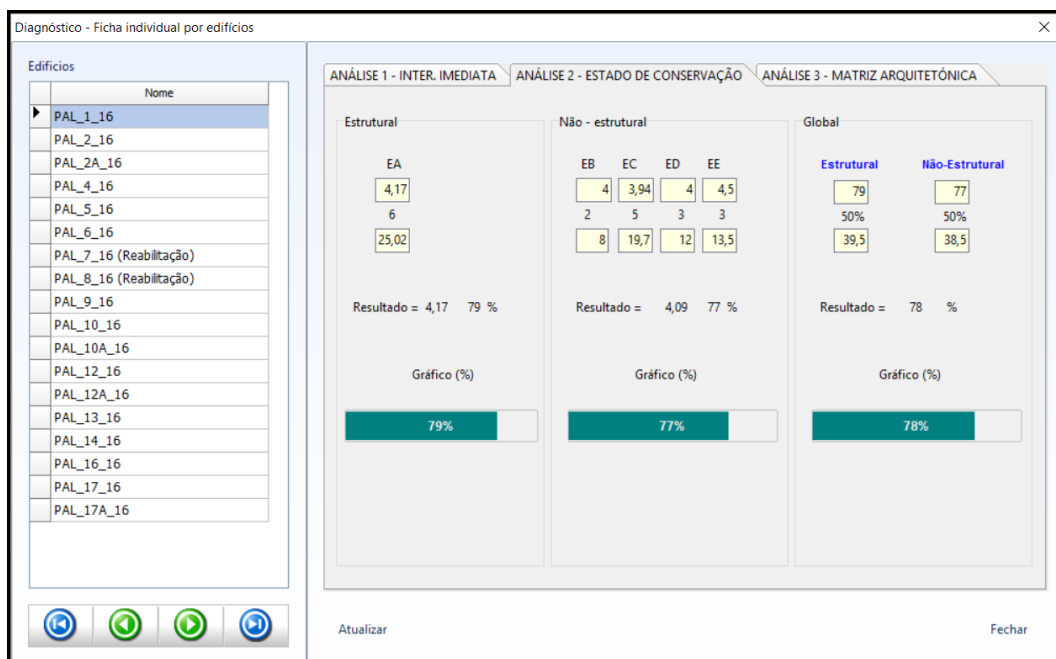 Diagnóstico - Ficha individual por edifícios
Edificios
Nome
PAL_1_16
PAL_2_16
PAL_2A_16
PAL_4_16
PAL_5_16
PAL_6_16
PAL_7_16 (Reabilitação)
PAL_8_16 (Reabilitação)
PAL_9_16
PAL_10_16
PAL_10A_16
PAL_12_16
PAL_12A_16
PAL_13_16
PAL_14_16
PAL_16_16
PAL_17_16
PAL_17A_16
ANÁLISE 1 - INTER. IMEDIATA ANÁLISE 2 - ESTADO DE CONSERVAÇÃO ANÁLISE 3 - MATRIZ ARQUITETÓNICA
Estrutural
EA
4,17
6
25,02
Resultado = 4,17 79 %
Gráfico (%)
79%
Não - estrutural
EB EC ED EE
4 3,94 4 4,5
2 5 3 3
8 19,7 12 13,5
Resultado = 4,09 77 %
Gráfico (%)
77%
Global
Estrutural Não-Estrutural
79 77
50% 50%
39,5 38,5
Resultado = 78 %
Gráfico (%)
78%
Atualizar Fechar